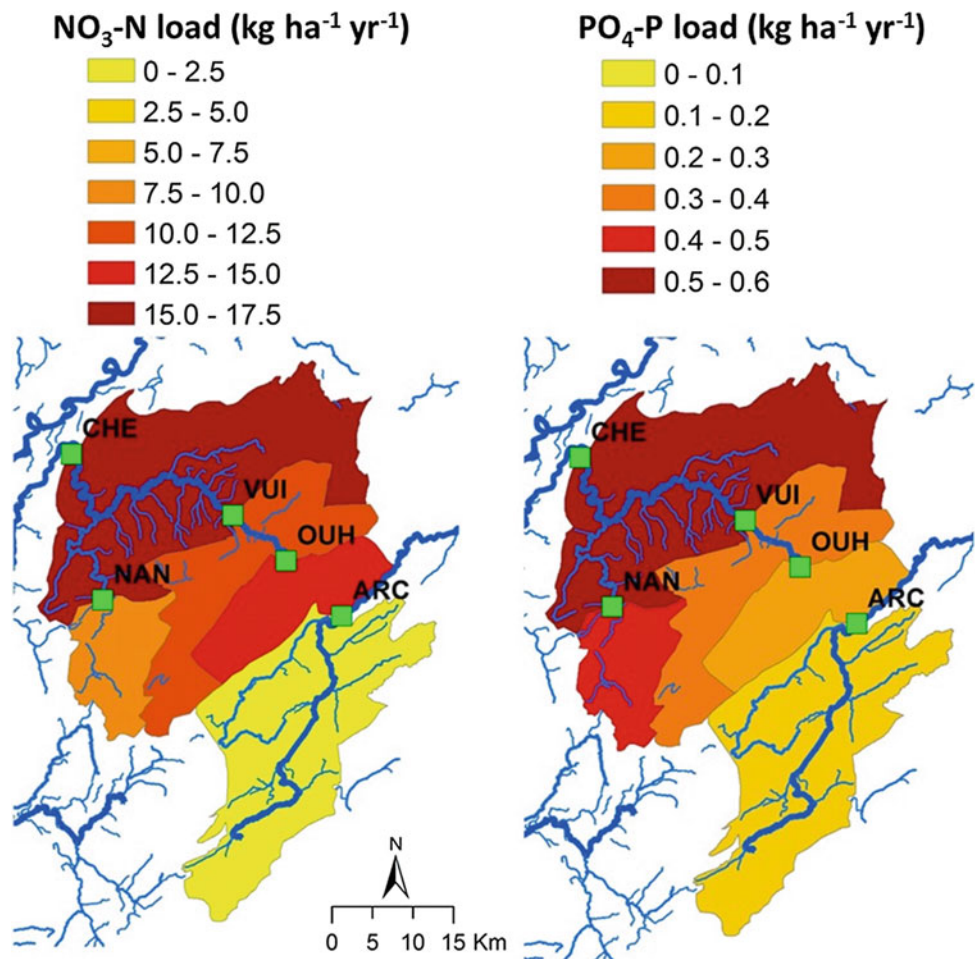 NO₃-N load (kg ha⁻¹ yr⁻¹)
0 - 2.5
2.5 - 5.0
5.0 - 7.5
7.5 - 10.0
10.0 - 12.5
12.5 - 15.0
15.0 - 17.5
PO₄-P load (kg ha⁻¹ yr⁻¹)
0 - 0.1
0.1 - 0.2
0.2 - 0.3
0.3 - 0.4
0.4 - 0.5
0.5 - 0.6
CHE
VUI
OUH
NAN
ARC
N
0 5 10 15 Km
CHE
VUI
OUH
NAN
ARC